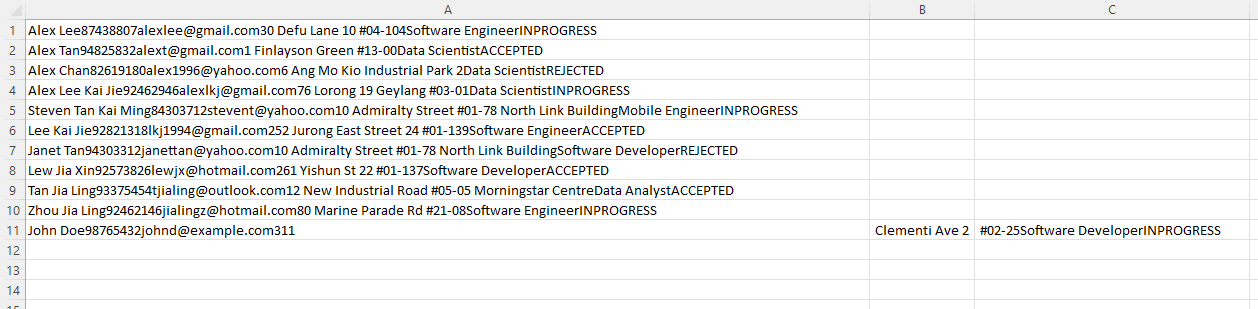 A B C
1 Alex Lee87438807alexlee@gmail.com30 Defu Lane 10 #04-104Software EngineerINPROGRESS
2 Alex Tan94825832alext@gmail.com1 Finlayson Green #13-00Data ScientistACCEPTED
3 Alex Chan82619180alex1996@yahoo.com6 Ang Mo Kio Industrial Park 2Data ScientistREJECTED
4 Alex Lee Kai Jie92462946alexlkj@gmail.com76 Lorong 19 Geylang #03-01Data ScientistINPROGRESS
5 Steven Tan Kai Ming84303712stevent@yahoo.com10 Admiralty Street #01-78 North Link BuildingMobile EngineerINPROGRESS
6 Lee Kai Jie92821318lkj1994@gmail.com252 Jurong East Street 24 #01-139Software EngineerACCEPTED
7 Janet Tan94303312janettan@yahoo.com10 Admiralty Street #01-78 North Link BuildingSoftware DeveloperREJECTED
8 Lew Jia Xin92573826lewjx@hotmail.com261 Yishun St 22 #01-137Software DeveloperACCEPTED
9 Tan Jia Ling93375454tjialing@outlook.com12 New Industrial Road #05-05 Morningstar CentreData AnalystACCEPTED
10 Zhou Jia Ling92462146jialingz@hotmail.com80 Marine Parade Rd #21-08Software EngineerINPROGRESS
11 John Doe98765432johnd@example.com311 Clementi Ave 2 #02-25Software DeveloperINPROGRESS
12
13
14